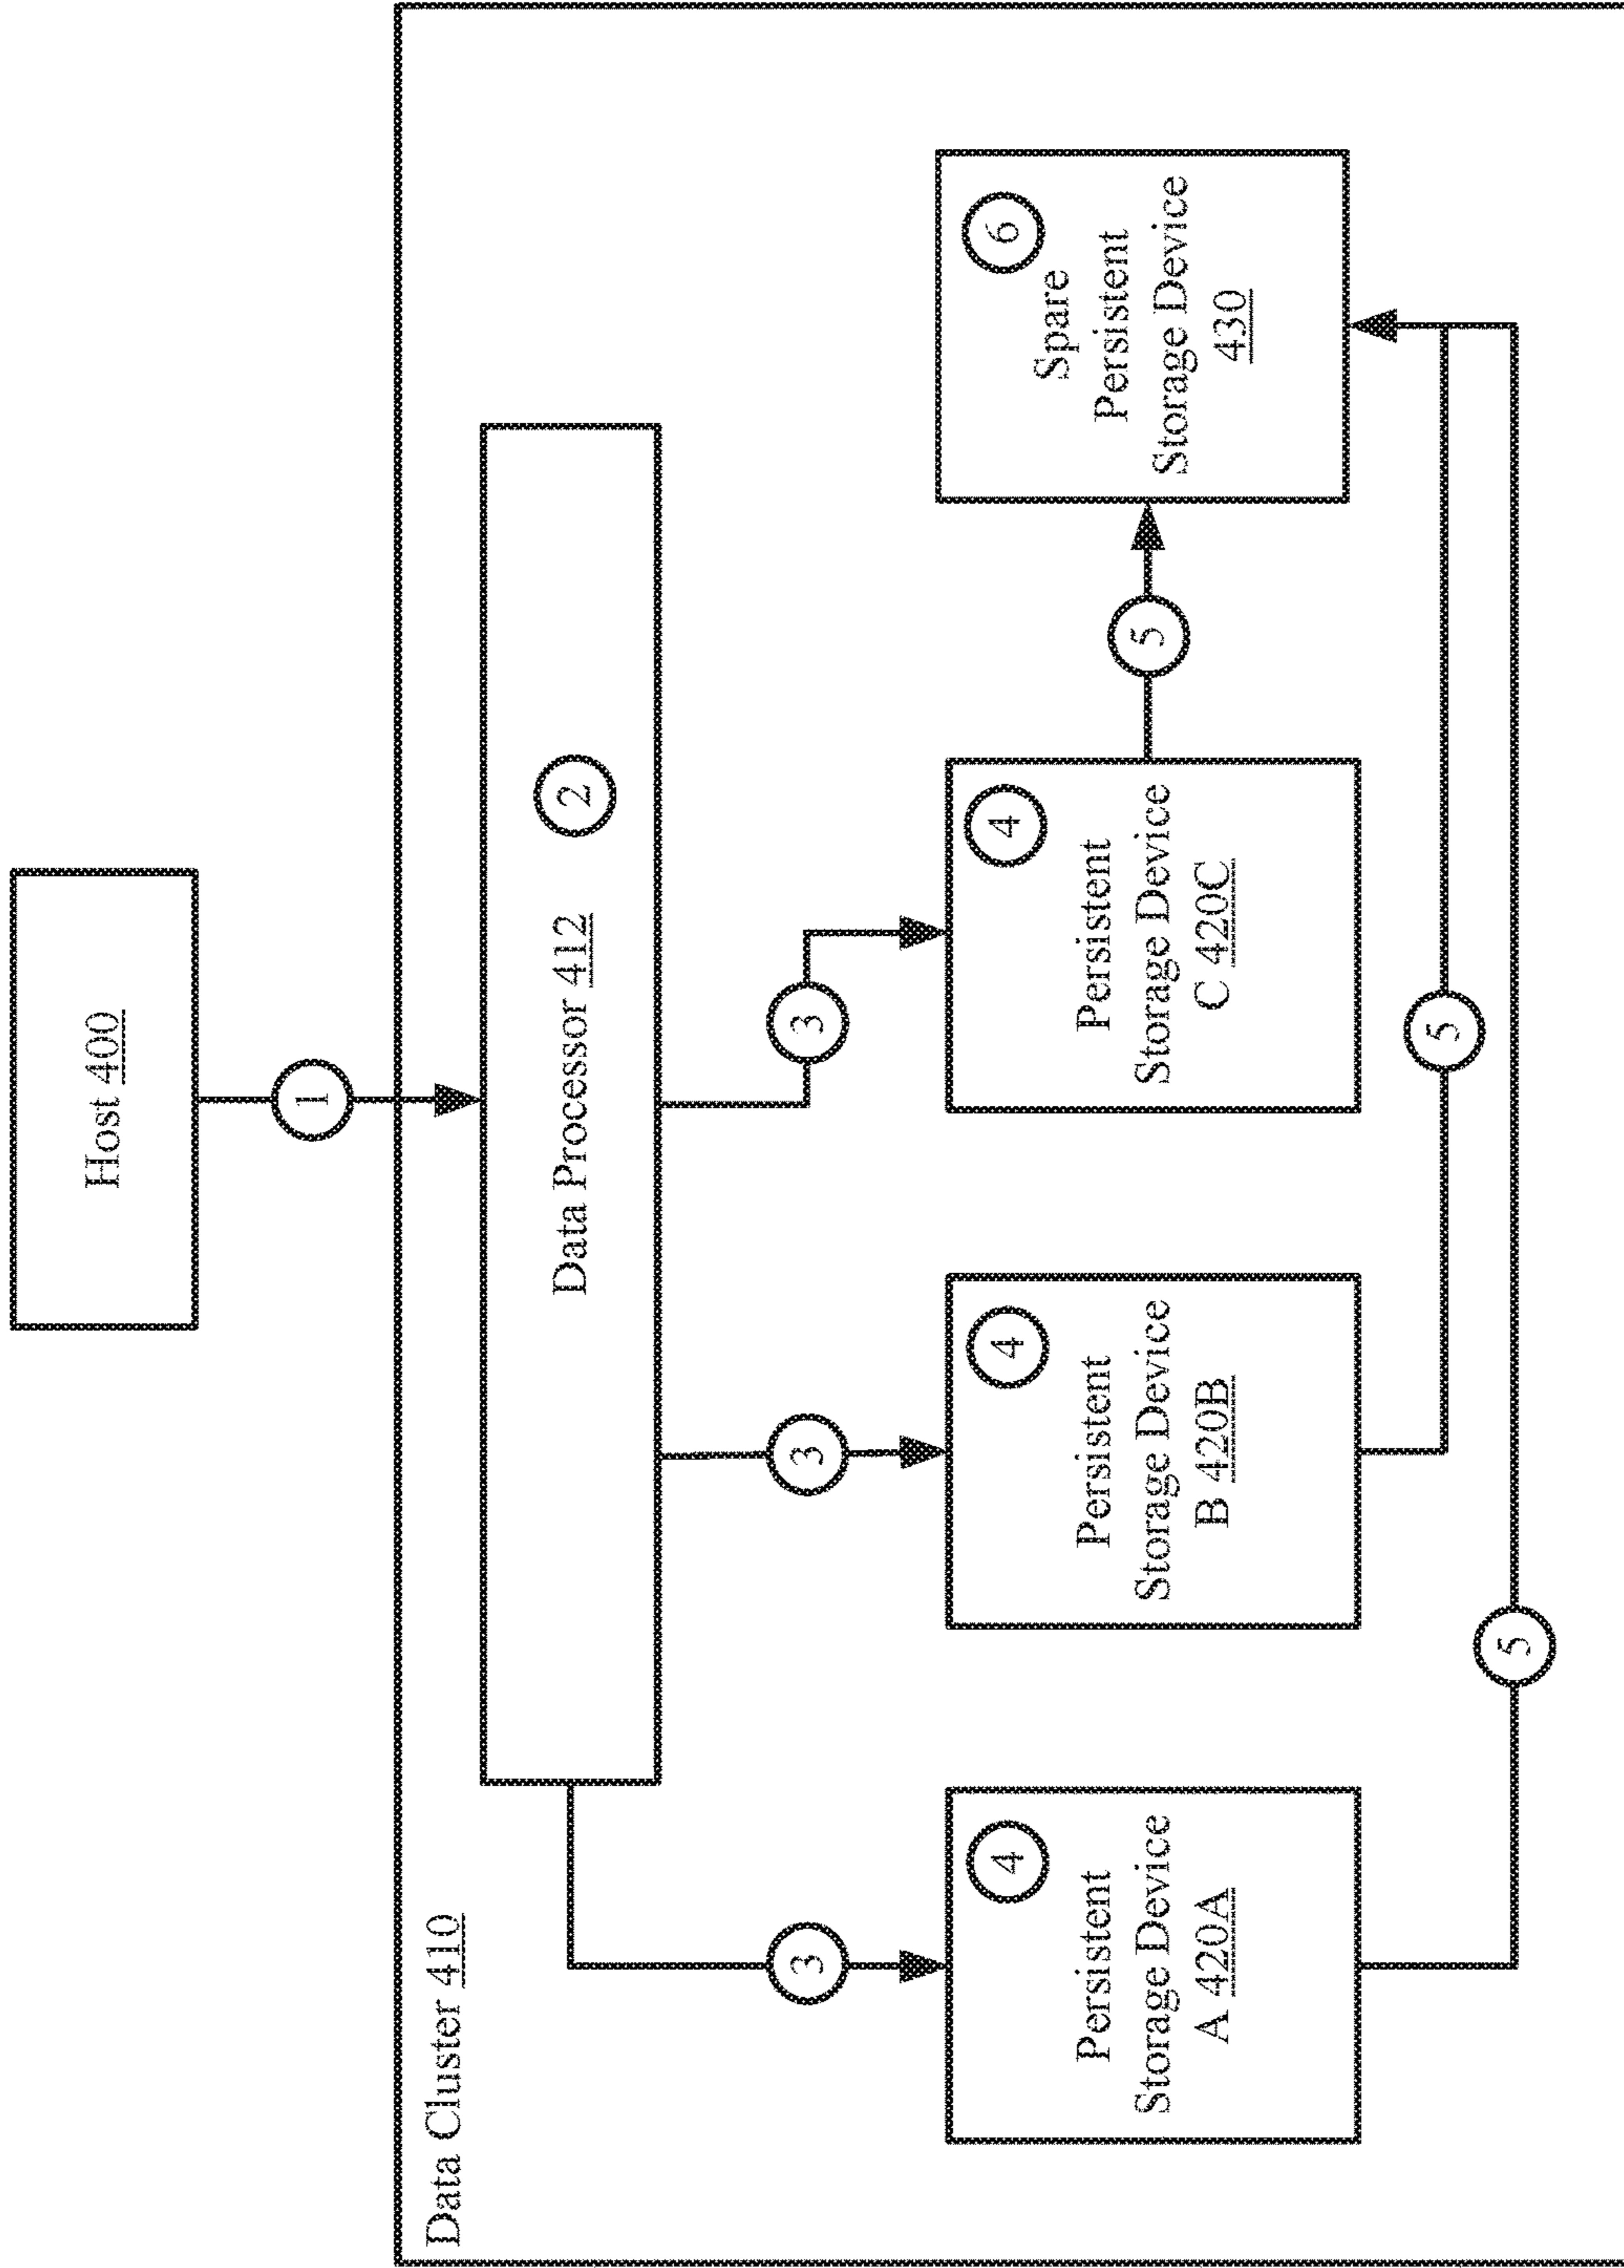 Host 400
1
Data Cluster 410
Data Processor 412
2
3
3
3
4
Persistent
Storage Device
A 420A
4
Persistent
Storage Device
B 420B
4
Persistent
Storage Device
C 420C
5
6
Spare
Persistent
Storage Device
430
5
5